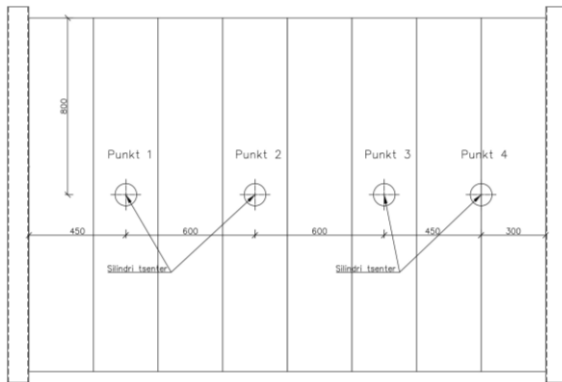 800
Punkt 1
Punkt 2
Punkt 3
Punkt 4
450
600
600
450
300
Silindri tsenter
Silindri tsenter